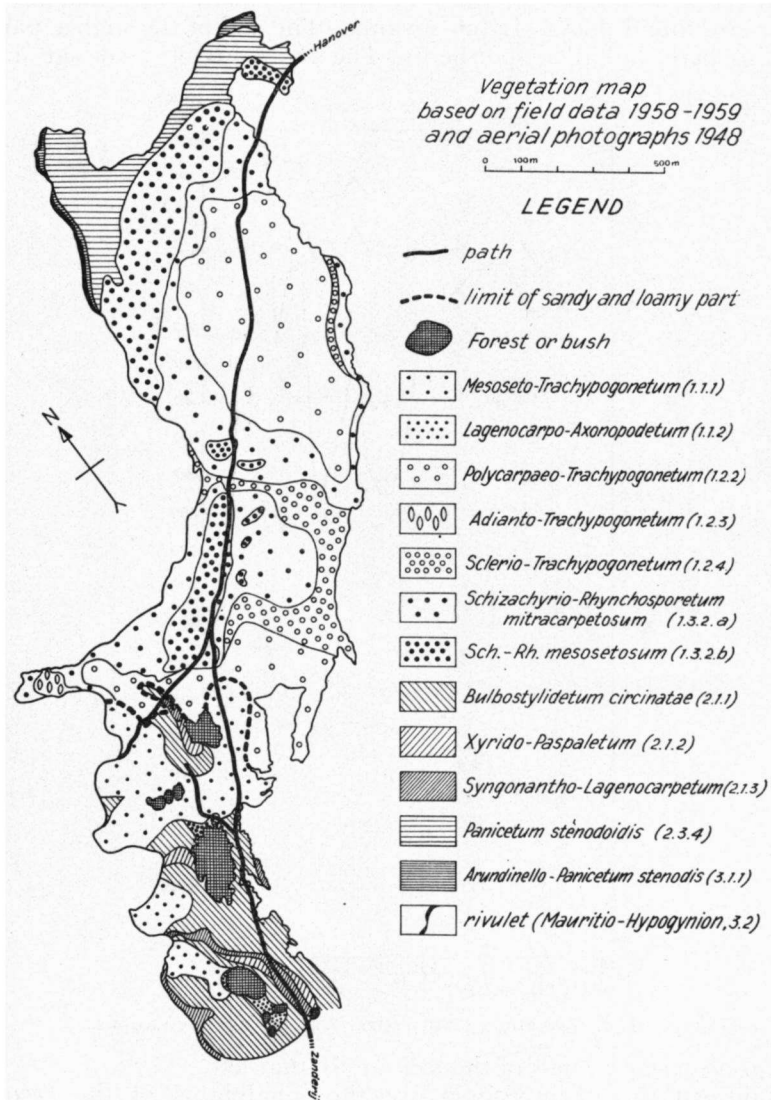 Hanover
Vegetation map
based on field data 1958-1959
and aerial photographs 1948
0 100m 500m
LEGEND
path
limit of sandy and loamy part
Forest or bush
Mesoseto-Trachypogonetum (1.1.1)
Lagenocarpo-Axonopodetum (1.1.2)
Polycarpaeo-Trachypogonetum (1.2.2)
Adianto-Trachypogonetum (1.2.3)
Sclerio-Trachypogonetum (1.2.4)
Schizachyrio-Rhynchosporetum
mitracarpetosum (1.3.2.a)
Sch.-Rh. mesosetosum (1.3.2.b)
Bulbostylidetum circinatae (2.1.1)
Xyrido-Paspaletum (2.1.2)
Syngonantho-Lagenocarpetum (2.1.3)
Panicetum stenodoidis (2.3.4)
Arundinello-Panicetum stenodis (3.1.1)
rivulet (Mauritio-Hypogynion, 3.2)
N
Zanderij